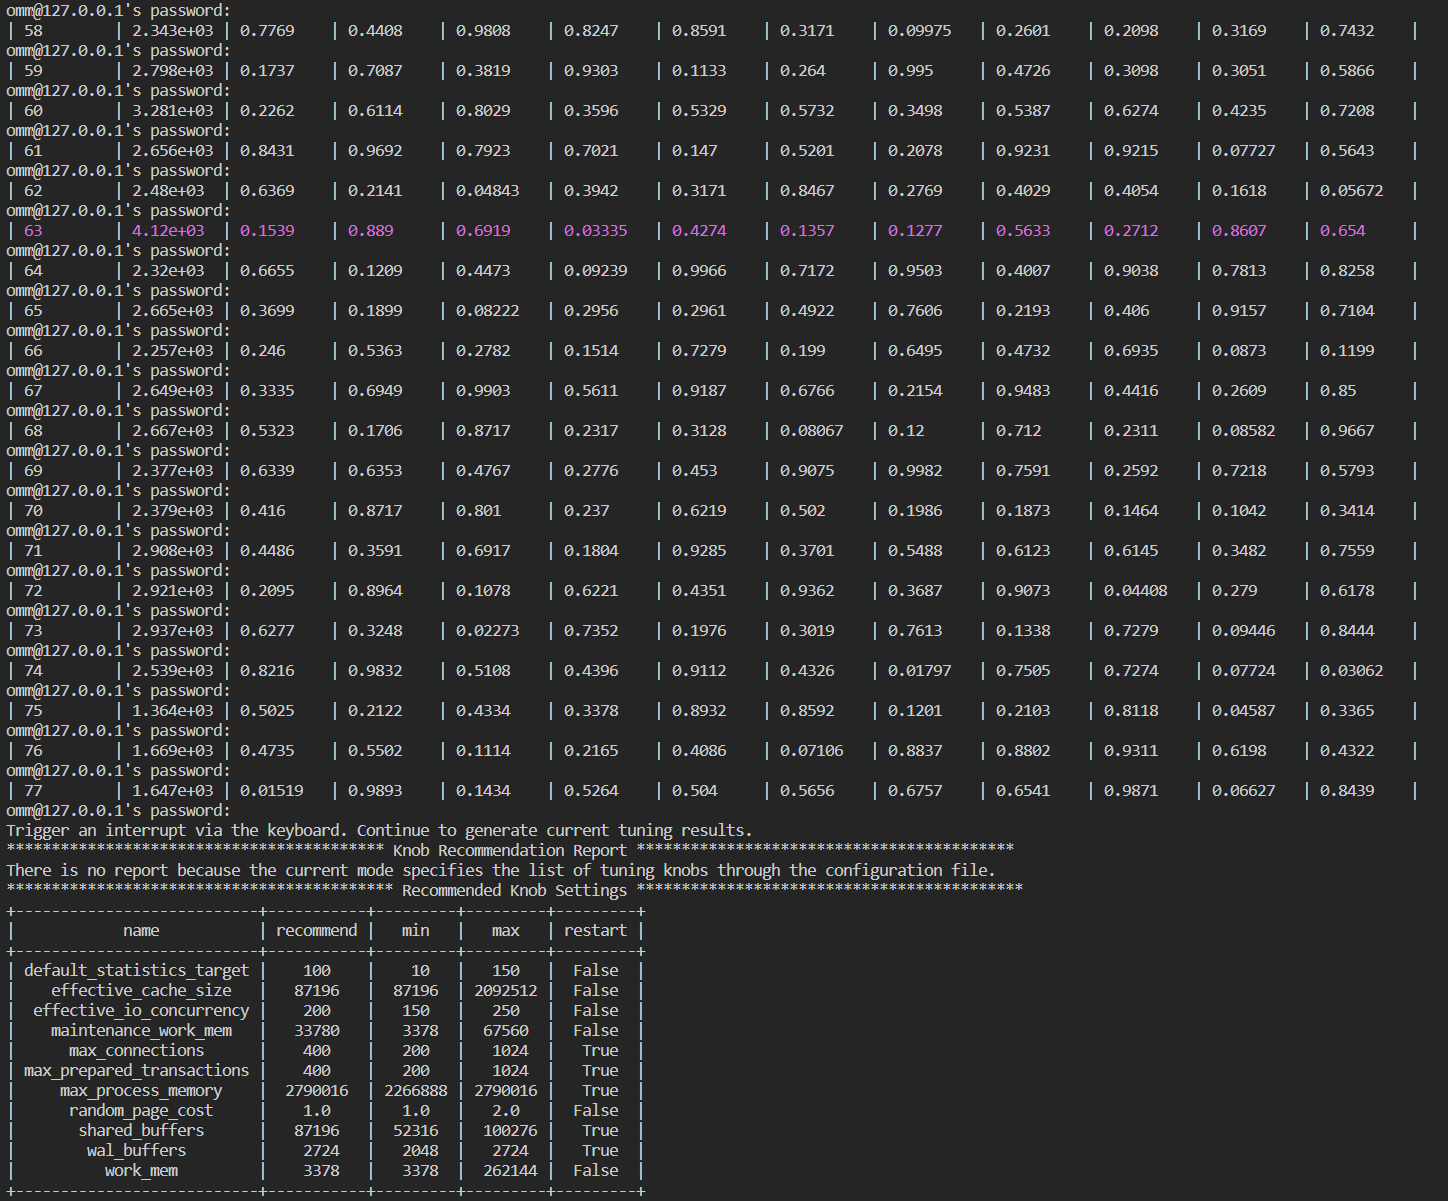 omm@127.0.0.1's password:
| 58 | 2.343e+03 | 0.7769 | 0.4408 | 0.9808 | 0.8247 | 0.8591 | 0.3171 | 0.09975 | 0.2601 | 0.2098 | 0.3169 | 0.7432 |
omm@127.0.0.1's password:
| 59 | 2.798e+03 | 0.1737 | 0.7087 | 0.3819 | 0.9303 | 0.1133 | 0.264 | 0.995 | 0.4726 | 0.3098 | 0.3051 | 0.5866 |
omm@127.0.0.1's password:
| 60 | 3.281e+03 | 0.2262 | 0.6114 | 0.8029 | 0.3596 | 0.5329 | 0.5732 | 0.3498 | 0.5387 | 0.6274 | 0.4235 | 0.7208 |
omm@127.0.0.1's password:
| 61 | 2.656e+03 | 0.8431 | 0.9692 | 0.7923 | 0.7021 | 0.147 | 0.5201 | 0.2078 | 0.9231 | 0.9215 | 0.07727 | 0.5643 |
omm@127.0.0.1's password:
| 62 | 2.48e+03 | 0.6369 | 0.2141 | 0.04843 | 0.3942 | 0.3171 | 0.8467 | 0.2769 | 0.4029 | 0.4054 | 0.1618 | 0.05672 |
omm@127.0.0.1's password:
| 63 | 4.12e+03 | 0.1539 | 0.889 | 0.6919 | 0.03335 | 0.4274 | 0.1357 | 0.1277 | 0.5633 | 0.2712 | 0.8607 | 0.654 |
omm@127.0.0.1's password:
| 64 | 2.32e+03 | 0.6655 | 0.1209 | 0.4473 | 0.09239 | 0.9966 | 0.7172 | 0.9503 | 0.4007 | 0.9038 | 0.7813 | 0.8258 |
omm@127.0.0.1's password:
| 65 | 2.665e+03 | 0.3699 | 0.1899 | 0.08222 | 0.2956 | 0.2961 | 0.4922 | 0.7606 | 0.2193 | 0.406 | 0.9157 | 0.7104 |
omm@127.0.0.1's password:
| 66 | 2.257e+03 | 0.246 | 0.5363 | 0.2782 | 0.1514 | 0.7279 | 0.199 | 0.6495 | 0.4732 | 0.6935 | 0.0873 | 0.1199 |
omm@127.0.0.1's password:
| 67 | 2.649e+03 | 0.3335 | 0.6949 | 0.9903 | 0.5611 | 0.9187 | 0.6766 | 0.2154 | 0.9483 | 0.4416 | 0.2609 | 0.85 |
omm@127.0.0.1's password:
| 68 | 2.667e+03 | 0.5323 | 0.1706 | 0.8717 | 0.2317 | 0.3128 | 0.08067 | 0.12 | 0.712 | 0.2311 | 0.08582 | 0.9667 |
omm@127.0.0.1's password:
| 69 | 2.377e+03 | 0.6339 | 0.6353 | 0.4767 | 0.2776 | 0.453 | 0.9075 | 0.9982 | 0.7591 | 0.2592 | 0.7218 | 0.5793 |
omm@127.0.0.1's password:
| 70 | 2.379e+03 | 0.416 | 0.8717 | 0.801 | 0.237 | 0.6219 | 0.502 | 0.1986 | 0.1873 | 0.1464 | 0.1042 | 0.3414 |
omm@127.0.0.1's password:
| 71 | 2.908e+03 | 0.4486 | 0.3591 | 0.6917 | 0.1804 | 0.9285 | 0.3701 | 0.5488 | 0.6123 | 0.6145 | 0.3482 | 0.7559 |
omm@127.0.0.1's password:
| 72 | 2.921e+03 | 0.2095 | 0.8964 | 0.1078 | 0.6221 | 0.4351 | 0.9362 | 0.3687 | 0.9073 | 0.04408 | 0.279 | 0.6178 |
omm@127.0.0.1's password:
| 73 | 2.937e+03 | 0.6277 | 0.3248 | 0.02273 | 0.7352 | 0.1976 | 0.3019 | 0.7613 | 0.1338 | 0.7279 | 0.09446 | 0.8444 |
omm@127.0.0.1's password:
| 74 | 2.539e+03 | 0.8216 | 0.9832 | 0.5108 | 0.4396 | 0.9112 | 0.4326 | 0.01797 | 0.7505 | 0.7274 | 0.07724 | 0.03062 |
omm@127.0.0.1's password:
| 75 | 1.364e+03 | 0.5025 | 0.2122 | 0.4334 | 0.3378 | 0.8932 | 0.8592 | 0.1201 | 0.2103 | 0.8118 | 0.04587 | 0.3365 |
omm@127.0.0.1's password:
| 76 | 1.669e+03 | 0.4735 | 0.5502 | 0.1114 | 0.2165 | 0.4086 | 0.07106 | 0.8837 | 0.8802 | 0.9311 | 0.6198 | 0.4322 |
omm@127.0.0.1's password:
| 77 | 1.647e+03 | 0.01519 | 0.9893 | 0.1434 | 0.5264 | 0.504 | 0.5656 | 0.6757 | 0.6541 | 0.9871 | 0.06627 | 0.8439 |
omm@127.0.0.1's password:
Trigger an interrupt via the keyboard. Continue to generate current tuning results.
****************************************** Knob Recommendation Report ******************************************
There is no report because the current mode specifies the list of tuning knobs through the configuration file.
******************************************* Recommended Knob Settings *******************************************
+---------------------------+-----------+---------+---------+---------+
| name | recommend | min | max | restart |
+---------------------------+-----------+---------+---------+---------+
| default_statistics_target | 100 | 10 | 150 | False |
| effective_cache_size | 87196 | 87196 | 2092512 | False |
| effective_io_concurrency | 200 | 150 | 250 | False |
| maintenance_work_mem | 33780 | 3378 | 67560 | False |
| max_connections | 400 | 200 | 1024 | True |
| max_prepared_transactions | 400 | 200 | 1024 | True |
| max_process_memory | 2790016 | 2266888 | 2790016 | True |
| random_page_cost | 1.0 | 1.0 | 2.0 | False |
| shared_buffers | 87196 | 52316 | 100276 | True |
| wal_buffers | 2724 | 2048 | 2724 | True |
| work_mem | 3378 | 3378 | 262144 | False |
+---------------------------+-----------+---------+---------+---------+